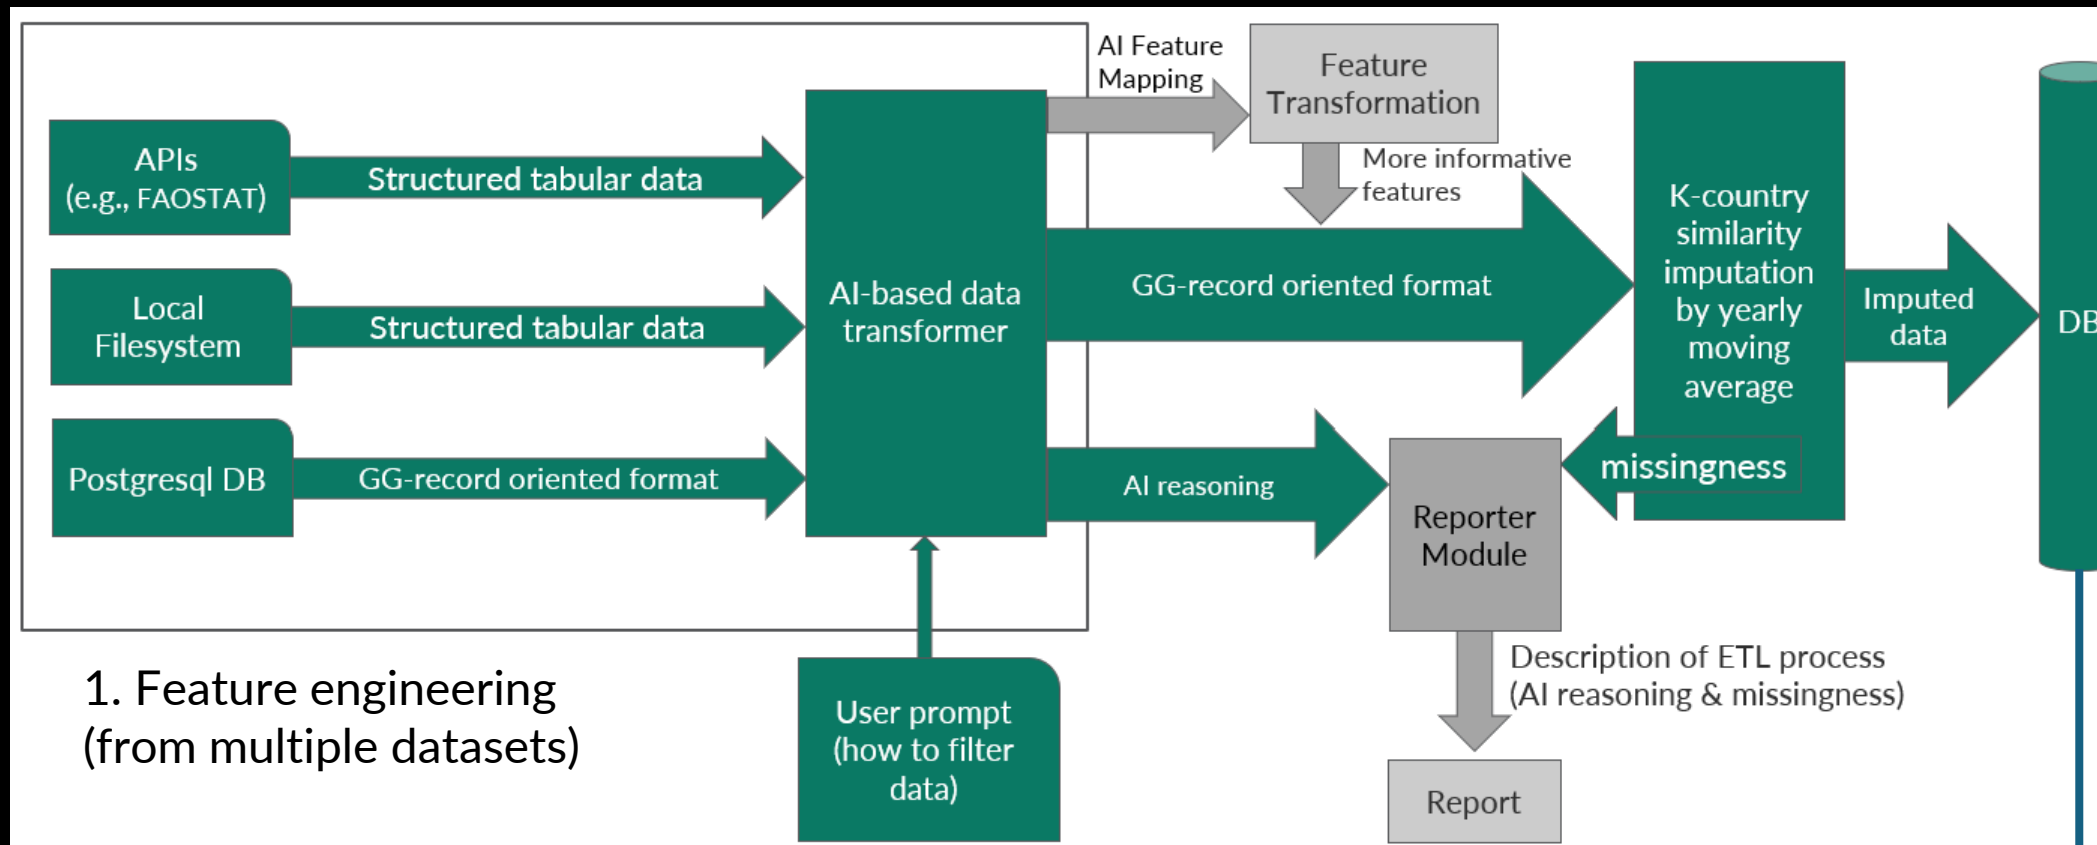 APIs
(e.g., FAOSTAT)
Structured tabular data
Local
Filesystem
Structured tabular data
Postgresql DB
GG-record oriented format
AI-based data
transformer
User prompt
(how to filter
data)
1. Feature engineering
(from multiple datasets)
AI Feature
Mapping
Feature
Transformation
More informative
features
GG-record oriented format
AI reasoning
K-country
similarity
imputation
by yearly
moving
average
missingness
Reporter
Module
Description of ETL process
(AI reasoning & missingness)
Report
Imputed
data
DB